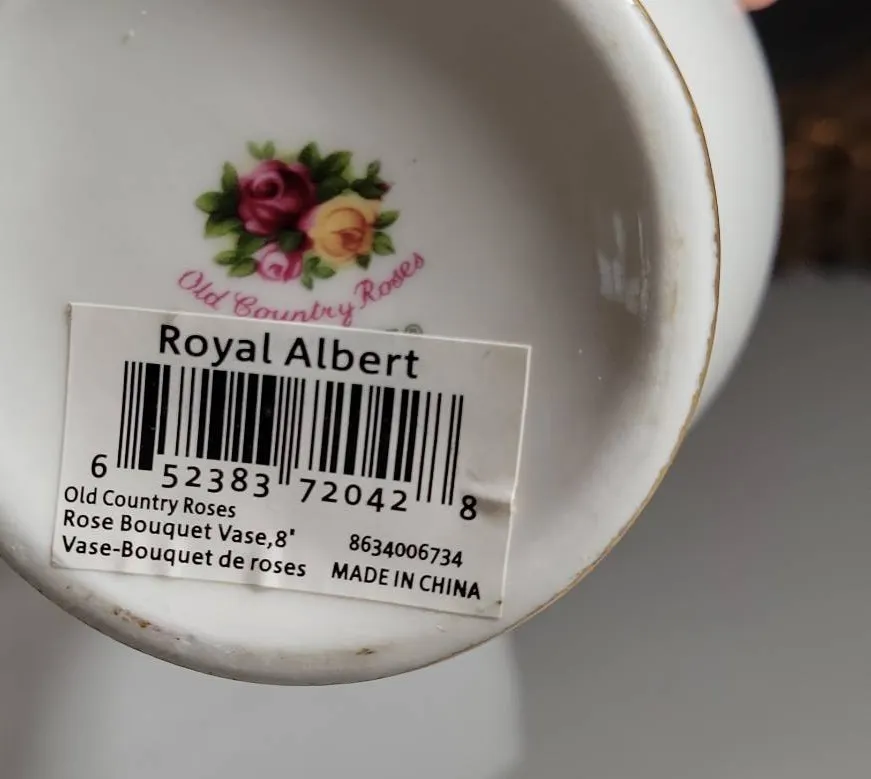 Old Country Roses
®
Royal Albert
6 52383 72042 8
Old Country Roses
Rose Bouquet Vase,8'
8634006734
Vase-Bouquet de roses
MADE IN CHINA